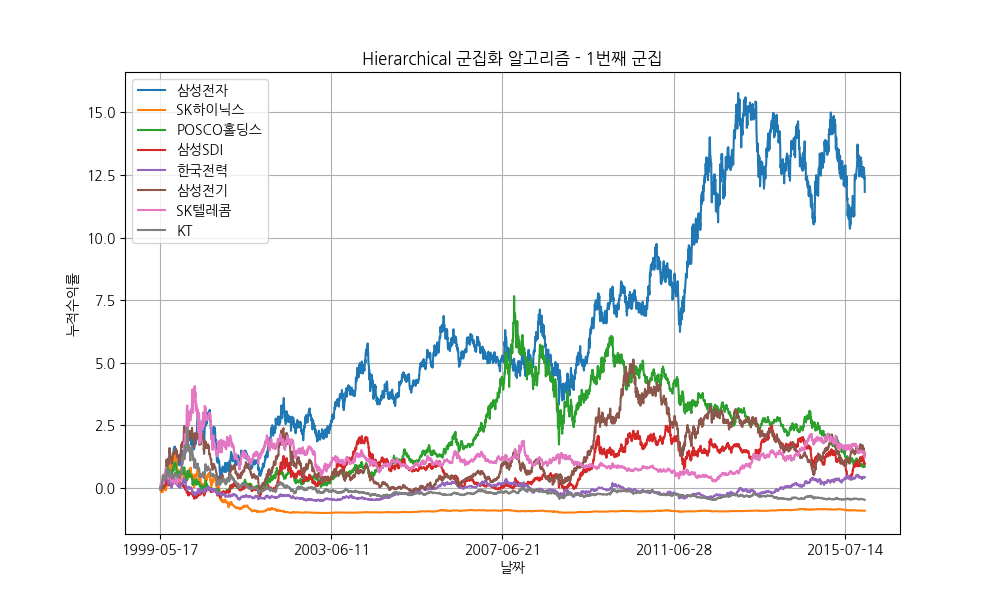 Hierarchical 군집화 알고리즘 - 1번째 군집
삼성전자
SK하이닉스
POSCO홀딩스
삼성SDI
한국전력
삼성전기
SK텔레콤
KT
누적수익률
15.0
12.5
10.0
7.5
5.0
2.5
0.0
1999-05-17 2003-06-11 2007-06-21 2011-06-28 2015-07-14
날짜